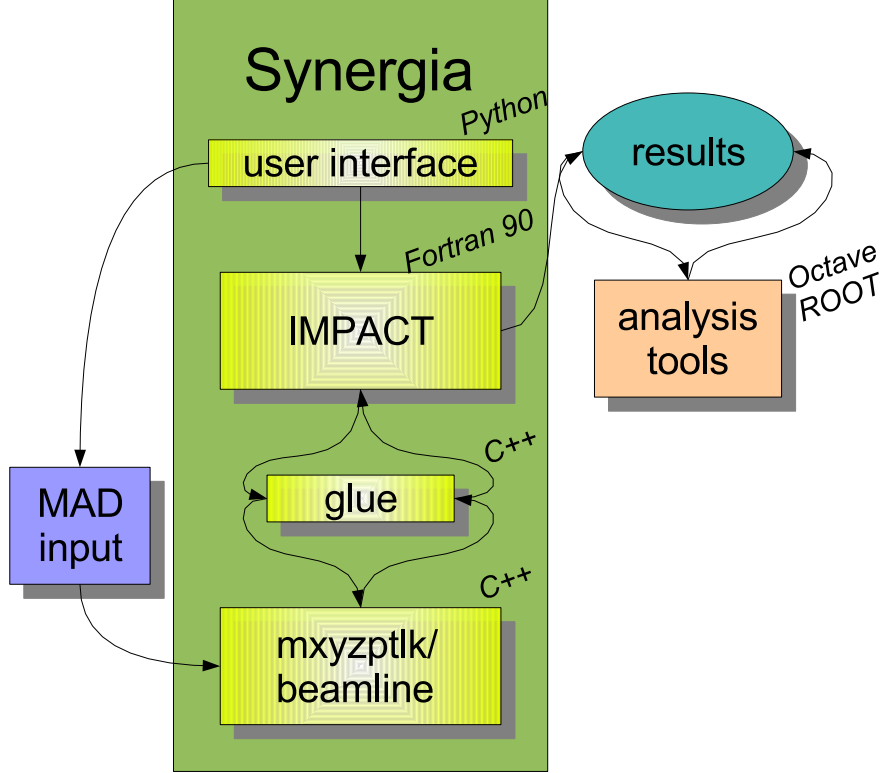 Synergia
Python
user interface
results
Fortran 90
IMPACT
Octave
ROOT
analysis
tools
C++
glue
MAD
input
C++
mxyzptlk/
beamline